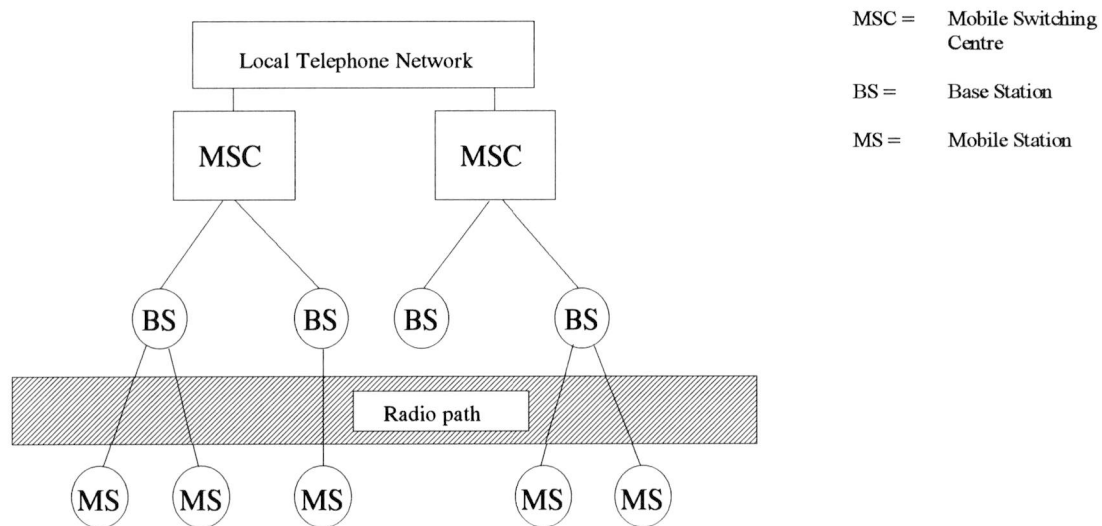 MSC = Mobile Switching
Centre
BS = Base Station
MS = Mobile Station
Local Telephone Network
MSC MSC
BS BS BS BS
Radio path
MS MS MS MS MS